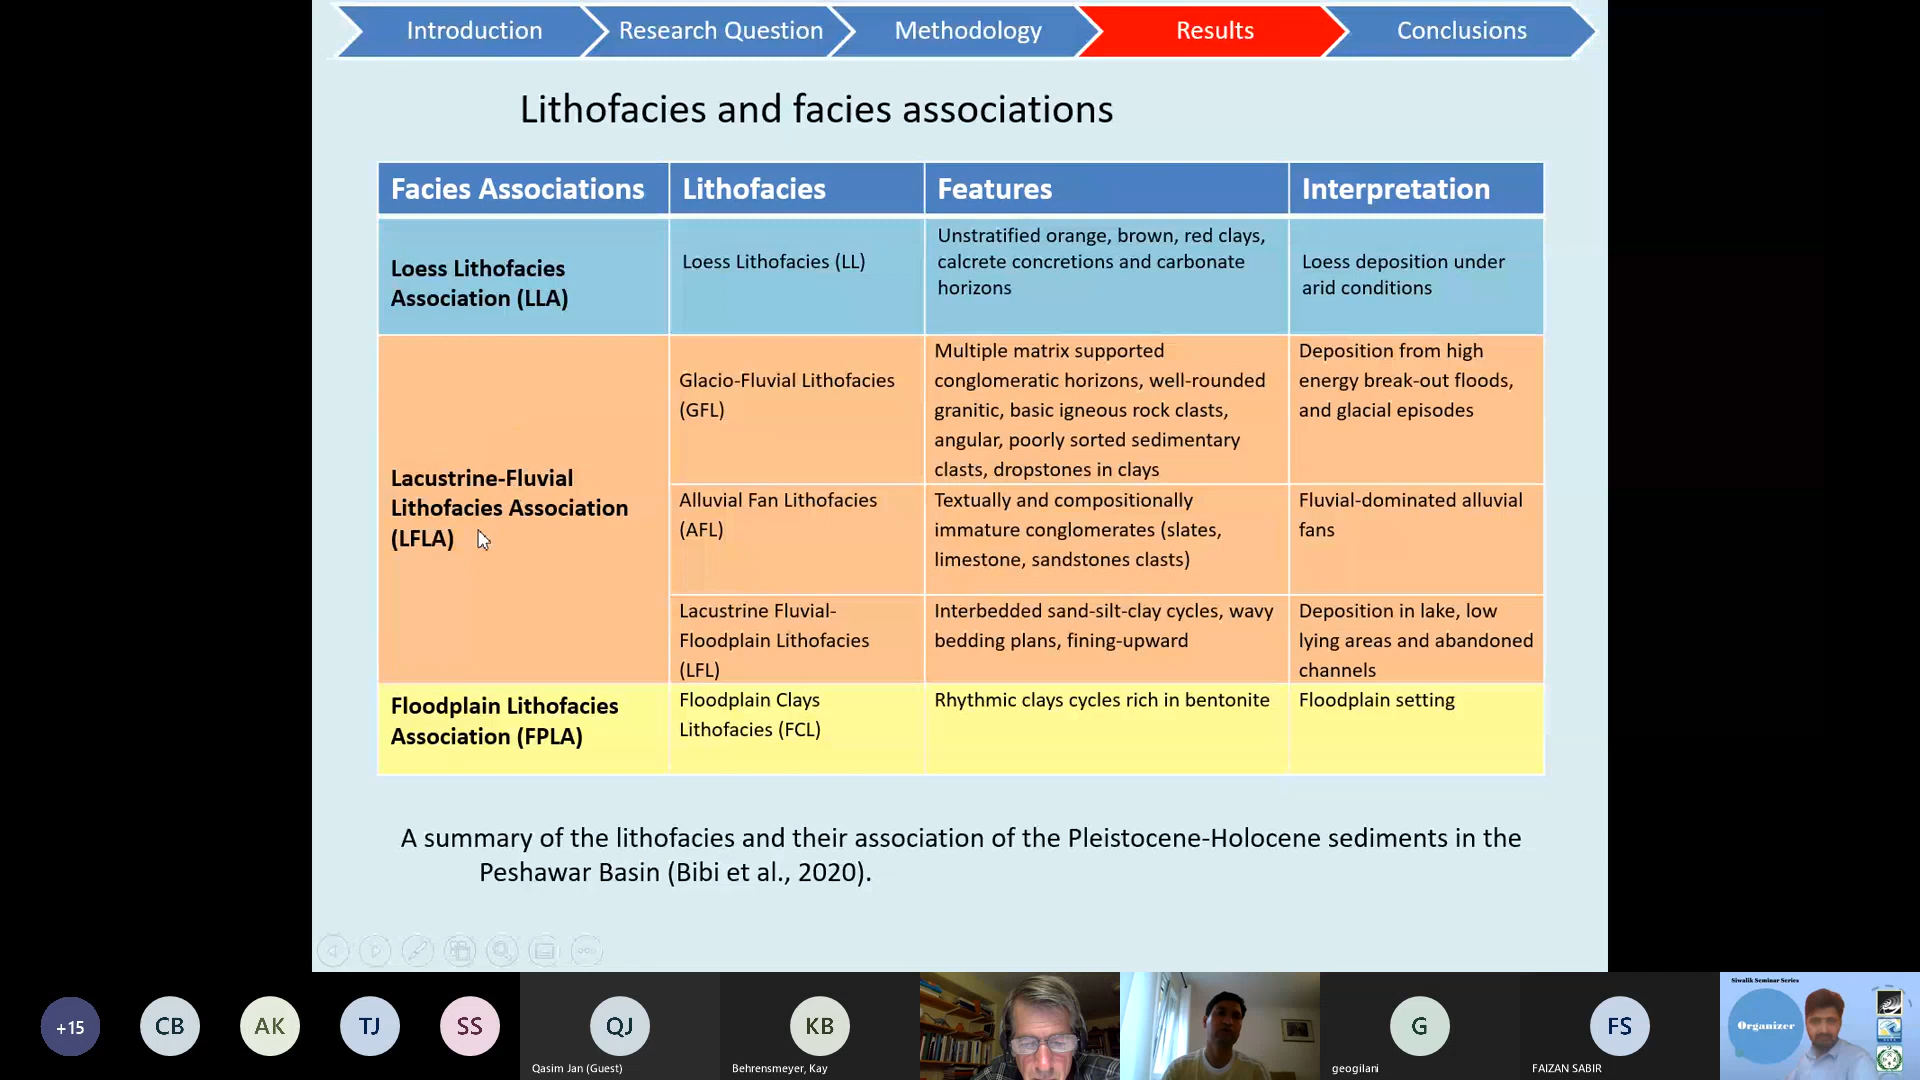 Introduction
Research Question
Methodology
Results
Conclusions
Lithofacies and facies associations
Facies Associations
Lithofacies
Features
Interpretation
Loess Lithofacies
Association (LLA)
Loess Lithofacies (LL)
Unstratified orange, brown, red clays,
calcrete concretions and carbonate
horizons
Loess deposition under
arid conditions
Lacustrine-Fluvial
Lithofacies Association
(LFLA)
Glacio-Fluvial Lithofacies
(GFL)
Multiple matrix supported
conglomeratic horizons, well-rounded
granitic, basic igneous rock clasts,
angular, poorly sorted sedimentary
clasts, dropstones in clays
Deposition from high
energy break-out floods,
and glacial episodes
Alluvial Fan Lithofacies
(AFL)
Textually and compositionally
immature conglomerates (slates,
limestone, sandstones clasts)
Fluvial-dominated alluvial
fans
Lacustrine Fluvial-
Floodplain Lithofacies
(LFL)
Interbedded sand-silt-clay cycles, wavy
bedding plans, fining-upward
Deposition in lake, low
lying areas and abandoned
channels
Floodplain Lithofacies
Association (FPLA)
Floodplain Clays
Lithofacies (FCL)
Rhythmic clays cycles rich in bentonite
Floodplain setting
A summary of the lithofacies and their association of the Pleistocene-Holocene sediments in the
Peshawar Basin (Bibi et al., 2020).
+15
CB
AK
TJ
SS
QJ
Qasim Jan (Guest)
KB
Behrensmeyer, Kay
G
geogilani
FS
FAIZAN SABIR
Siwalik Seminar Series
Organizer